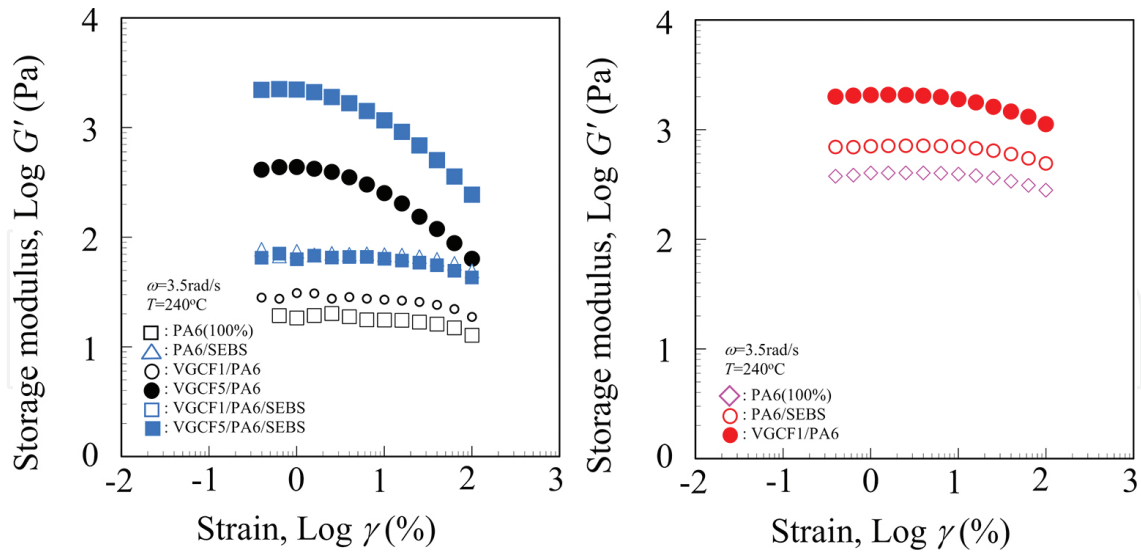 Storage modulus, Log G′ (Pa)
4
3
2
1
0
ω=3.5rad/s
T=240°C
: PA6(100%)
: PA6/SEBS
: VGCF1/PA6
: VGCF5/PA6
: VGCF1/PA6/SEBS
: VGCF5/PA6/SEBS
-2 -1 0 1 2 3
Strain, Log γ (%)
Storage modulus, Log G′ (Pa)
4
3
2
1
0
ω=3.5rad/s
T=240°C
: PA6(100%)
: PA6/SEBS
: VGCF1/PA6
-2 -1 0 1 2 3
Strain, Log γ (%)